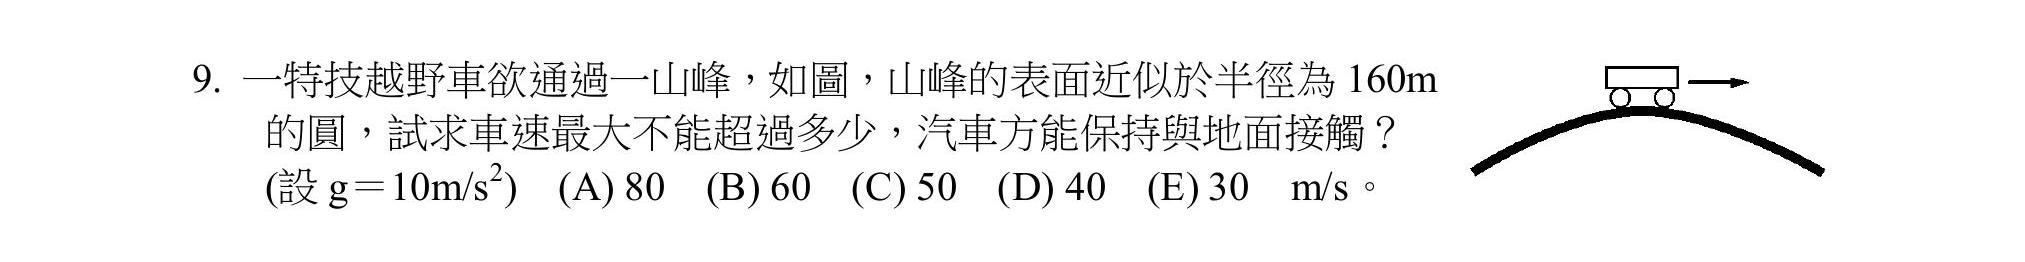 9. 一特技越野車欲通過一山峰，如圖，山峰的表面近似於半徑為 160m
的圓，試求車速最大不能超過多少，汽車方能保持與地面接觸？
(設 g＝10m/s²) (A) 80 (B) 60 (C) 50 (D) 40 (E) 30 m/s。